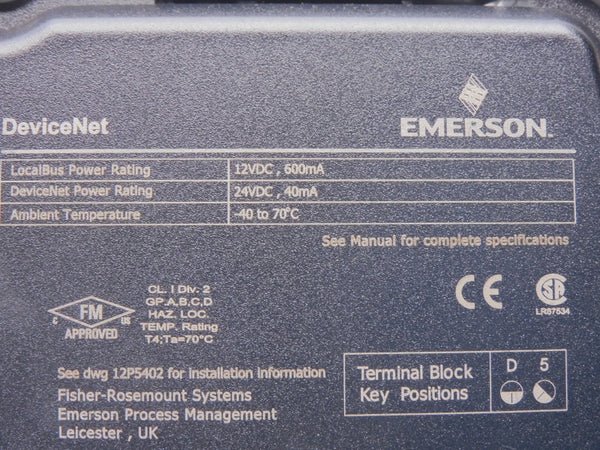 DeviceNet
EMERSON.
LocalBus Power Rating 12VDC , 600mA
DeviceNet Power Rating 24VDC , 40mA
Ambient Temperature -40 to 70°C
See Manual for complete specifications
CL. I Div. 2
GP.A,B,C,D
HAZ. LOC.
TEMP. Rating
T4:Ta=70°C
C FM US
APPROVED
CE
LR67634
See dwg 12P5402 for installation information
Fisher-Rosemount Systems
Emerson Process Management
Leicester , UK
Terminal Block
Key Positions
D 5